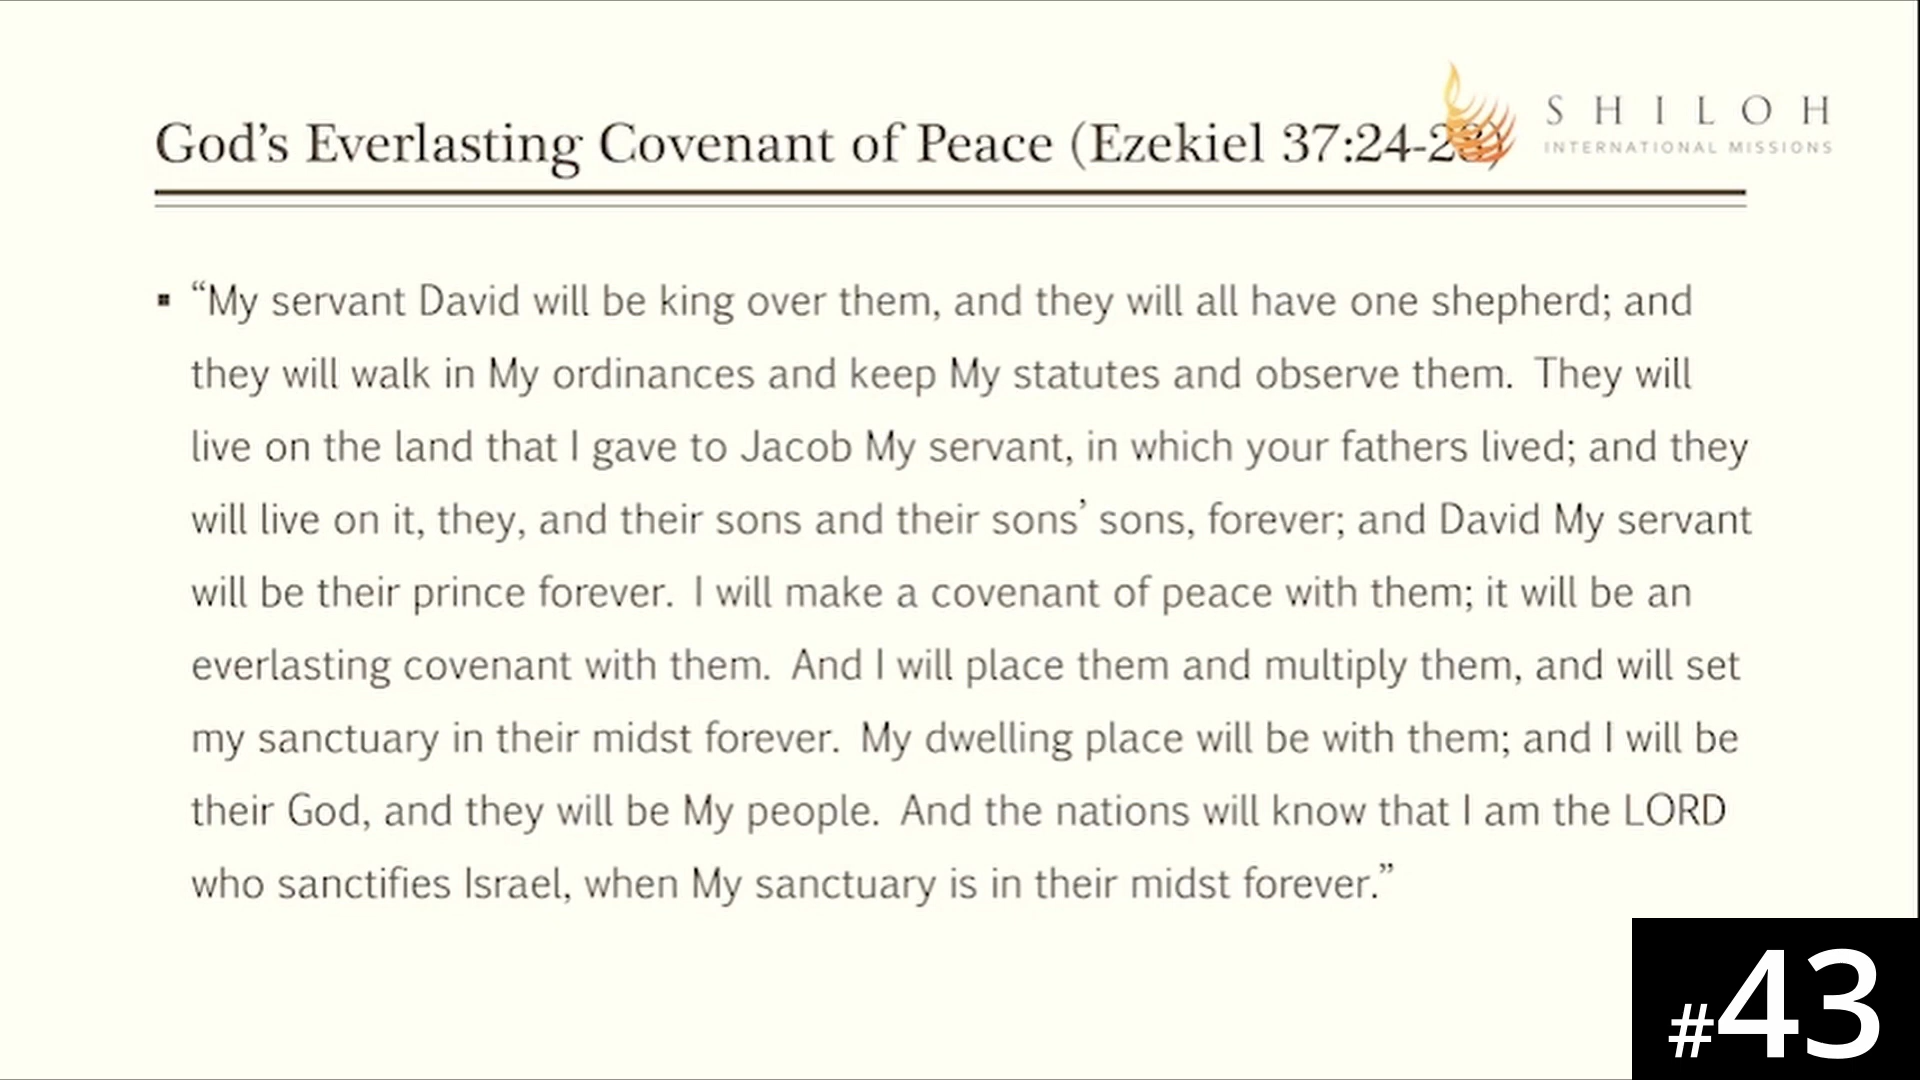 God’s Everlasting Covenant of Peace (Ezekiel 37:24-28)
SHILOH
INTERNATIONAL MISSIONS
▪ “My servant David will be king over them, and they will all have one shepherd; and
they will walk in My ordinances and keep My statutes and observe them. They will
live on the land that I gave to Jacob My servant, in which your fathers lived; and they
will live on it, they, and their sons and their sons’ sons, forever; and David My servant
will be their prince forever. I will make a covenant of peace with them; it will be an
everlasting covenant with them. And I will place them and multiply them, and will set
my sanctuary in their midst forever. My dwelling place will be with them; and I will be
their God, and they will be My people. And the nations will know that I am the LORD
who sanctifies Israel, when My sanctuary is in their midst forever.”
#43